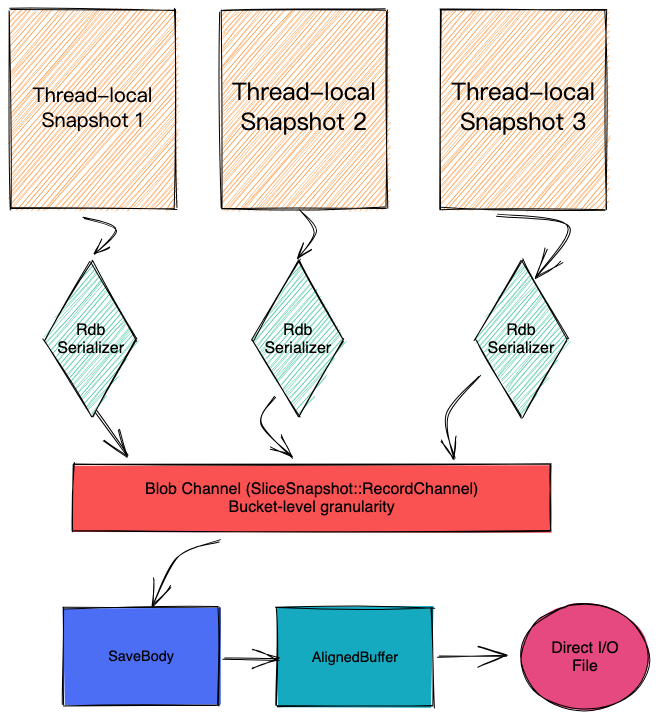 Thread-local
Snapshot 1
Thread-local
Snapshot 2
Thread-local
Snapshot 3
Rdb
Serializer
Rdb
Serializer
Rdb
Serializer
Blob Channel (SliceSnapshot::RecordChannel)
Bucket-level granularity
SaveBody
AlignedBuffer
Direct I/O
File